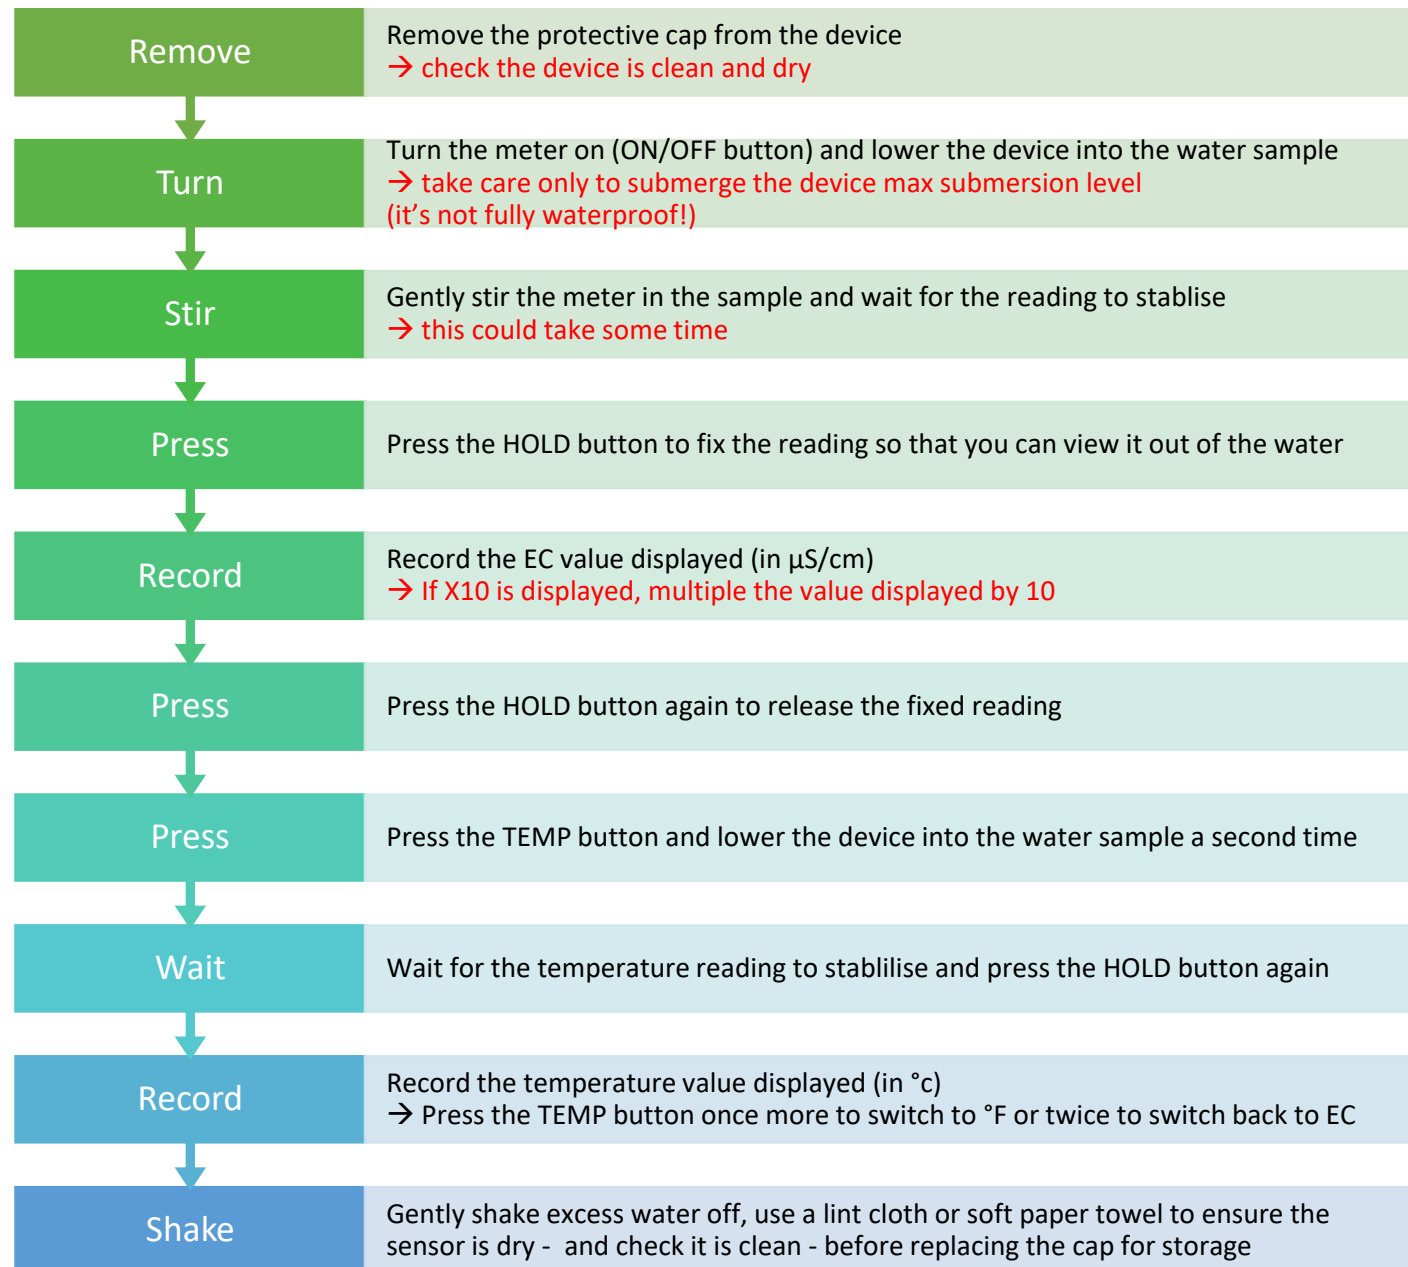 Remove
Remove the protective cap from the device
→ check the device is clean and dry
Turn
Turn the meter on (ON/OFF button) and lower the device into the water sample
→ take care only to submerge the device max submersion level
(it's not fully waterproof!)
Stir
Gently stir the meter in the sample and wait for the reading to stablise
→ this could take some time
Press
Press the HOLD button to fix the reading so that you can view it out of the water
Record
Record the EC value displayed (in µS/cm)
→ If X10 is displayed, multiple the value displayed by 10
Press
Press the HOLD button again to release the fixed reading
Press
Press the TEMP button and lower the device into the water sample a second time
Wait
Wait for the temperature reading to stablilise and press the HOLD button again
Record
Record the temperature value displayed (in °c)
→ Press the TEMP button once more to switch to °F or twice to switch back to EC
Shake
Gently shake excess water off, use a lint cloth or soft paper towel to ensure the
sensor is dry -  and check it is clean - before replacing the cap for storage